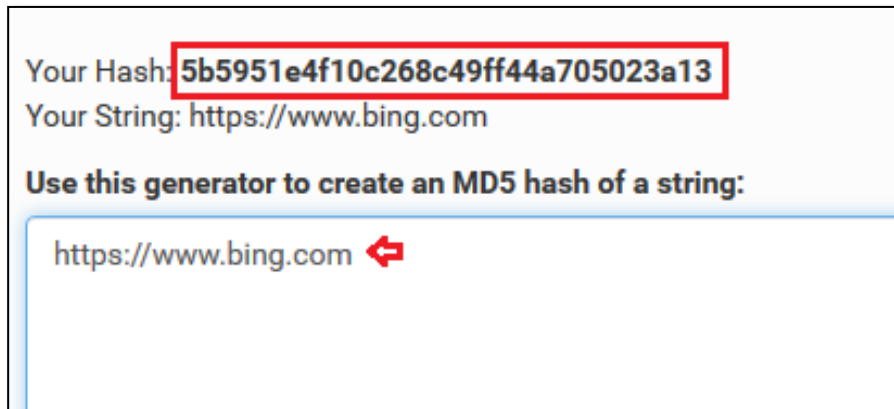 Your Hash: 5b5951e4f10c268c49ff44a705023a13
Your String: https://www.bing.com
Use this generator to create an MD5 hash of a string:
https://www.bing.com